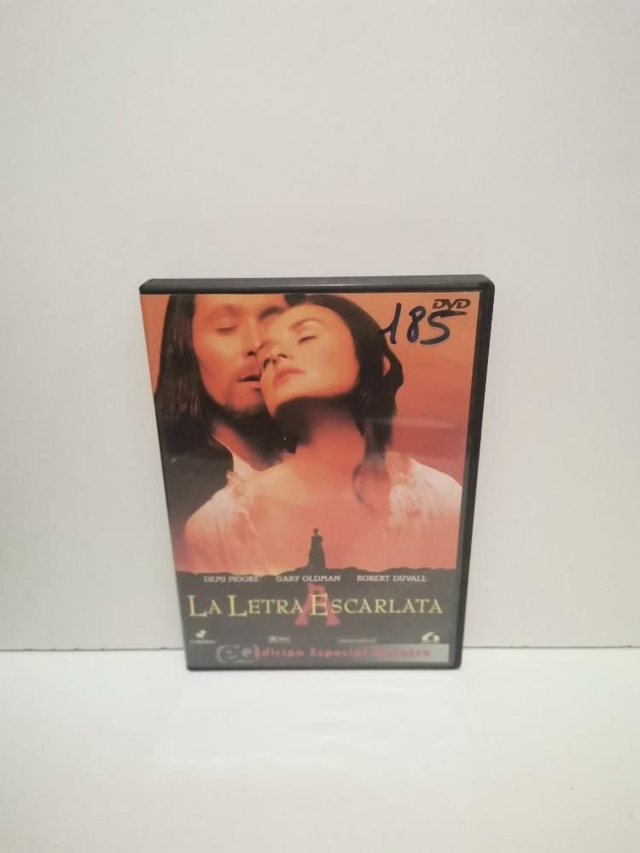 DVD
185
DEMI MOORE GARY OLDMAN ROBERT DUVALL
LA LETRA ESCARLATA
A
edición Especial